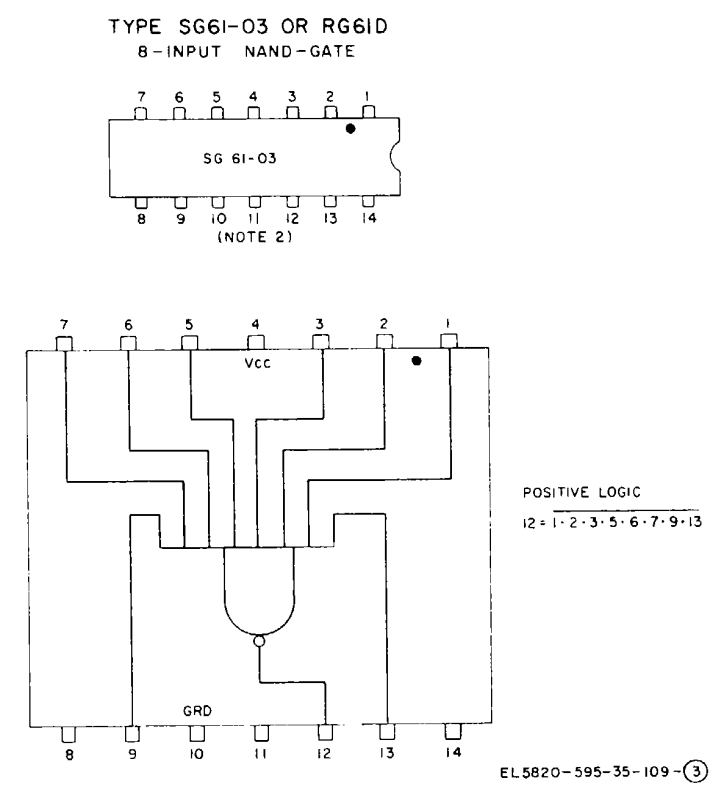 TYPE SG61-03 OR RG61D
8-INPUT NAND-GATE
7 6 5 4 3 2 1
SG 61-03
8 9 10 11 12 13 14
(NOTE 2)
7 6 5 4 3 2 1
VCC
POSITIVE LOGIC
12 = 1·2·3·5·6·7·9·13
GRD
8 9 10 11 12 13 14
EL5820-595-35-109-3